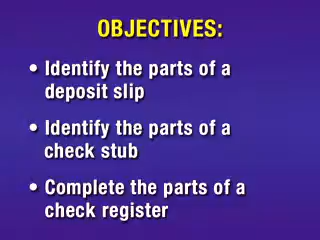 OBJECTIVES:
• Identify the parts of a
deposit slip
• Identify the parts of a
check stub
• Complete the parts of a
check register